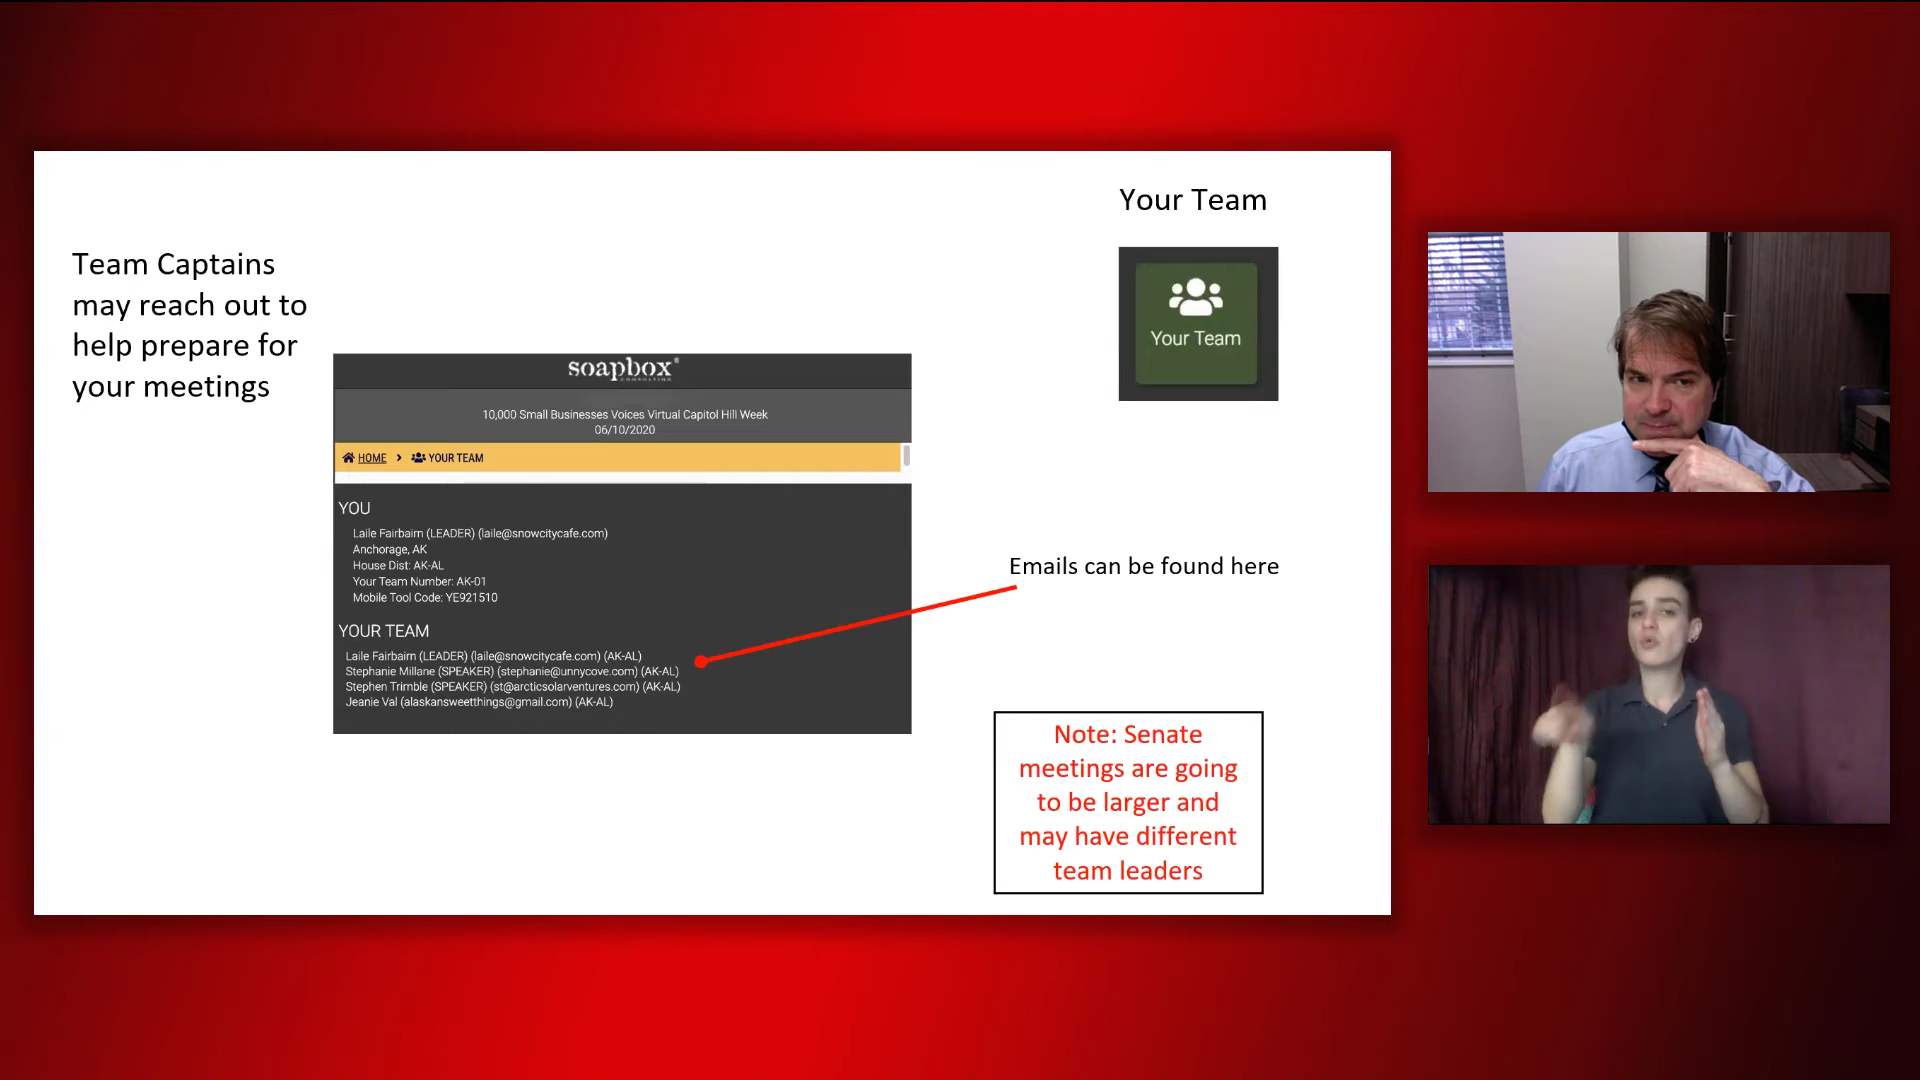 Your Team
Team Captains
may reach out to
help prepare for
your meetings
Your Team
soapbox
CONSULTING
10,000 Small Businesses Voices Virtual Capitol Hill Week
06/10/2020
HOME > YOUR TEAM
YOU
Laile Fairbairn (LEADER) (laile@snowcitycafe.com)
Anchorage, AK
House Dist: AK-AL
Your Team Number: AK-01
Mobile Tool Code: YE921510
YOUR TEAM
Laile Fairbairn (LEADER) (laile@snowcitycafe.com) (AK-AL)
Stephanie Millane (SPEAKER) (stephanie@unnycove.com) (AK-AL)
Stephen Trimble (SPEAKER) (st@arcticsolarventures.com) (AK-AL)
Jeanie Val (alaskansweetthings@gmail.com) (AK-AL)
Emails can be found here
Note: Senate
meetings are going
to be larger and
may have different
team leaders